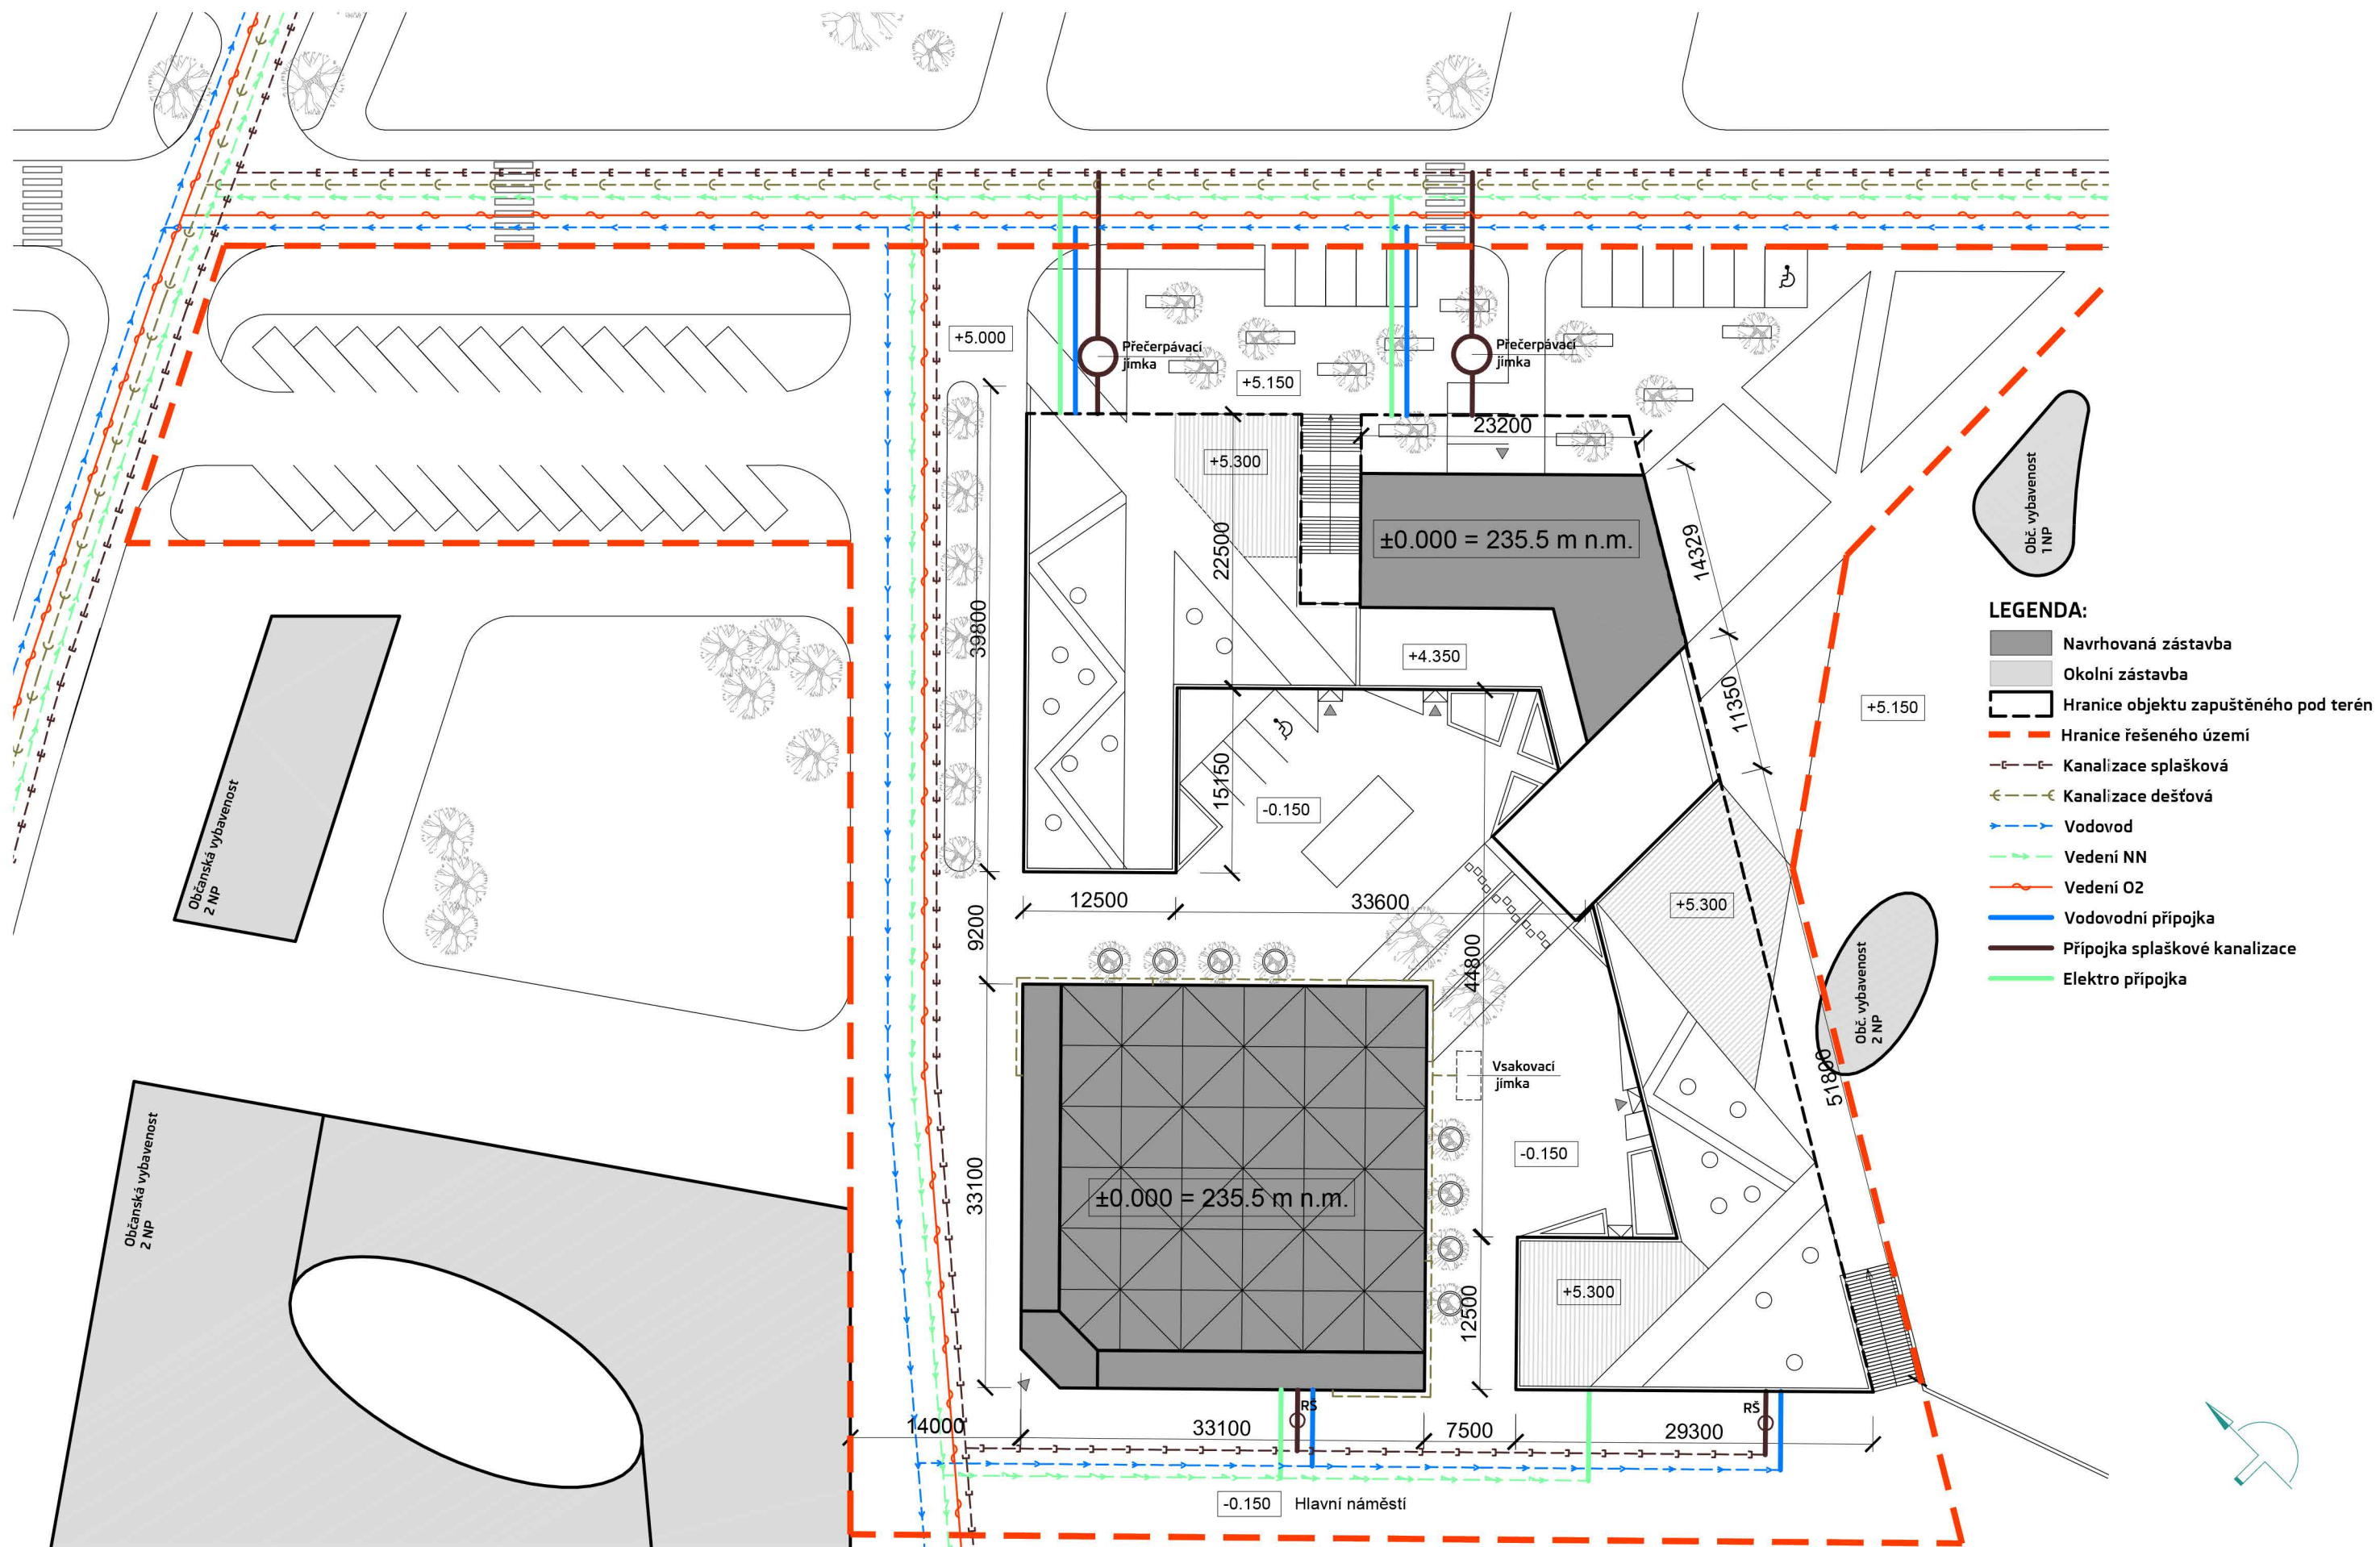 +5.000
Přečerpávací
jímka
+5.150
Přečerpávací
jímka
23200
+5.300
22500
±0.000 = 235.5 m n.m.
14329
Obč. vybavenost
1 NP
39800
+4.350
11350
+5.150
15150
-0.150
Občanská vybavenost
2 NP
12500
33600
+5.300
9200
44800
Obč. vybavenost
2 NP
Vsakovací
jímka
51800
Občanská vybavenost
2 NP
33100
-0.150
±0.000 = 235.5 m n.m.
+5.300
12500
RŠ
RŠ
14000
33100
7500
29300
-0.150
Hlavní náměstí
LEGENDA:
Navrhovaná zástavba
Okolní zástavba
Hranice objektu zapuštěného pod terén
Hranice řešeného území
Kanalizace splašková
Kanalizace dešťová
Vodovod
Vedení NN
Vedení O2
Vodovodní přípojka
Přípojka splaškové kanalizace
Elektro přípojka